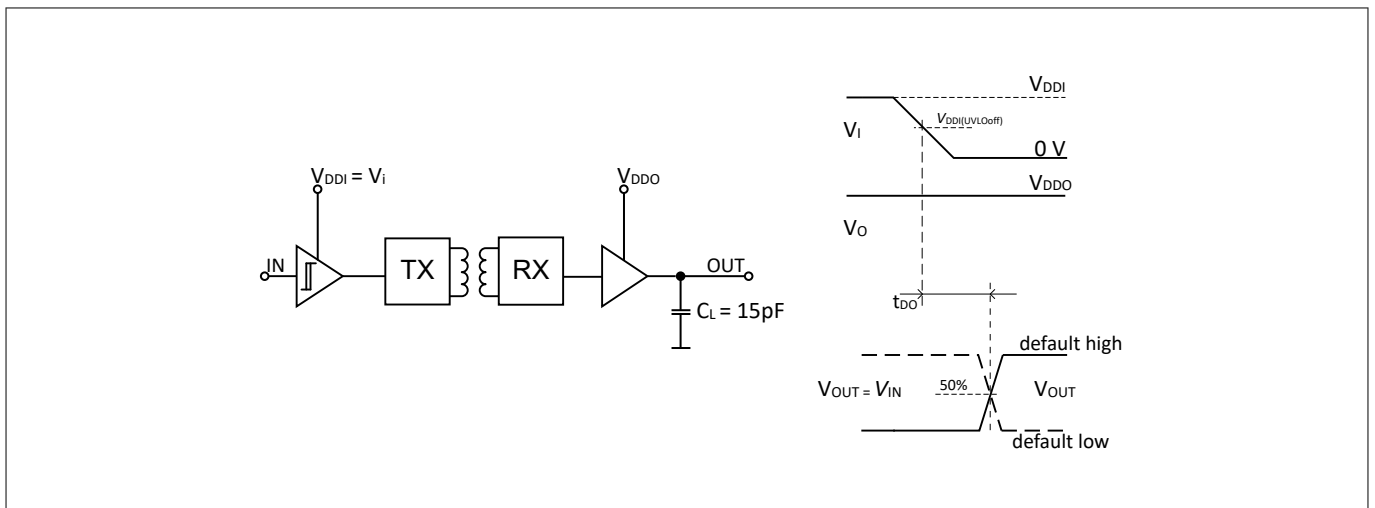 VDDI = Vi
VDDO
IN
TX
RX
OUT
CL = 15pF
VDDI
VDDI(UVLOoff)
VI
0 V
VDDO
VO
tDO
default high
VOUT = VIN
50%
VOUT
default low